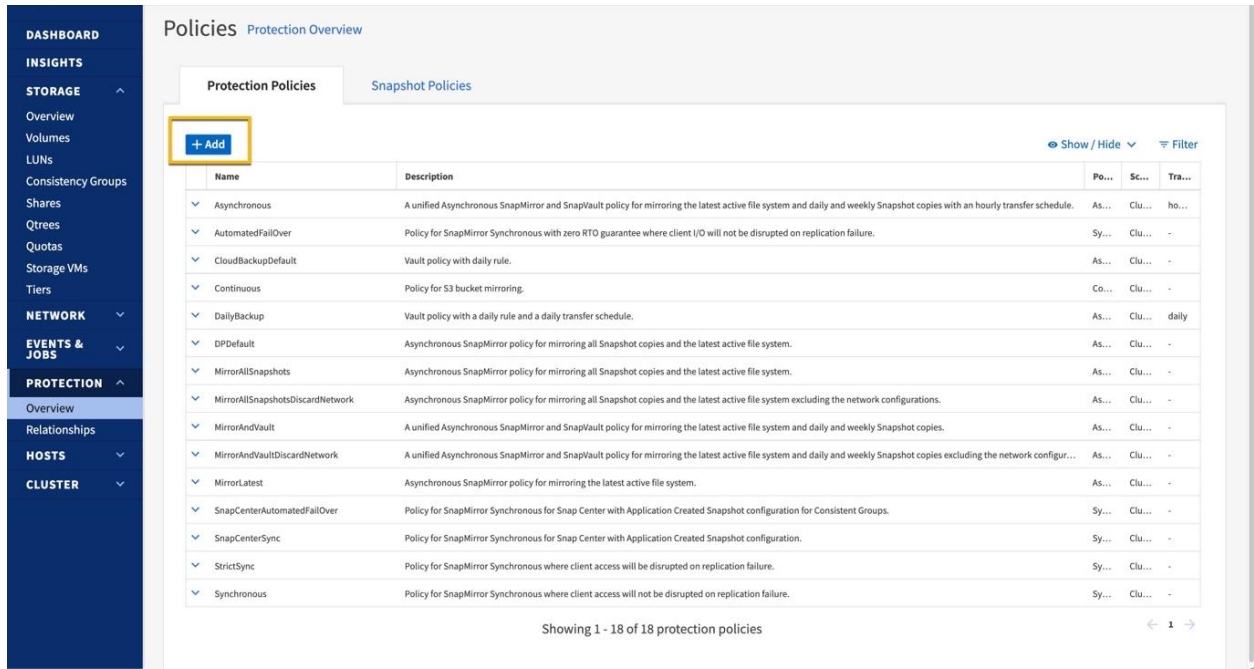 Policies Protection Overview
DASHBOARD
INSIGHTS
STORAGE
Overview
Volumes
LUNs
Consistency Groups
Shares
Qtrees
Quotas
Storage VMs
Tiers
NETWORK
EVENTS &
JOBS
PROTECTION
Overview
Relationships
HOSTS
CLUSTER
Protection Policies Snapshot Policies
+ Add Show / Hide Filter
Name Description Po... Sc... Tra...
Asynchronous A unified Asynchronous SnapMirror and SnapVault policy for mirroring the latest active file system and daily and weekly Snapshot copies with an hourly transfer schedule. As... Clu... ho...
AutomatedFailOver Policy for SnapMirror Synchronous with zero RTO guarantee where client I/O will not be disrupted on replication failure. Sy... Clu... -
CloudBackupDefault Vault policy with daily rule. As... Clu... -
Continuous Policy for S3 bucket mirroring. Co... Clu... -
DailyBackup Vault policy with a daily rule and a daily transfer schedule. As... Clu... daily
DPDefault Asynchronous SnapMirror policy for mirroring all Snapshot copies and the latest active file system. As... Clu... -
MirrorAllSnapshots Asynchronous SnapMirror policy for mirroring all Snapshot copies and the latest active file system. As... Clu... -
MirrorAllSnapshotsDiscardNetwork Asynchronous SnapMirror policy for mirroring all Snapshot copies and the latest active file system excluding the network configurations. As... Clu... -
MirrorAndVault A unified Asynchronous SnapMirror and SnapVault policy for mirroring the latest active file system and daily and weekly Snapshot copies. As... Clu... -
MirrorAndVaultDiscardNetwork A unified Asynchronous SnapMirror and SnapVault policy for mirroring the latest active file system and daily and weekly Snapshot copies excluding the network configur... As... Clu... -
MirrorLatest Asynchronous SnapMirror policy for mirroring the latest active file system. As... Clu... -
SnapCenterAutomatedFailOver Policy for SnapMirror Synchronous for Snap Center with Application Created Snapshot configuration for Consistent Groups. Sy... Clu... -
SnapCenterSync Policy for SnapMirror Synchronous for Snap Center with Application Created Snapshot configuration. Sy... Clu... -
StrictSync Policy for SnapMirror Synchronous where client access will be disrupted on replication failure. Sy... Clu... -
Synchronous Policy for SnapMirror Synchronous where client access will not be disrupted on replication failure. Sy... Clu... -
Showing 1 - 18 of 18 protection policies ← 1 →